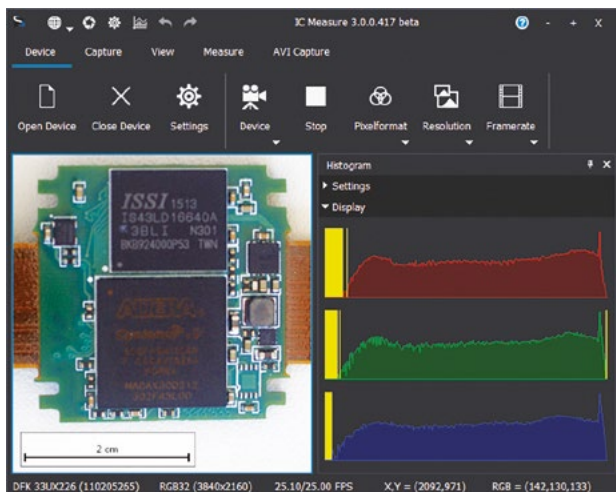 IC Measure 3.0.0.417 beta
Device Capture View Measure AVI Capture
Open Device Close Device Settings Device Stop Pixelformat Resolution Framerate
Histogram
Settings
Display
ISSI 1513
IS43LD16640A
3BLI N301
TWN
ALTERA
2 cm
DFK 33UX226 (110205265) RGB32 (3840x2160) 25.10/25.00 FPS X,Y = (2092,971) RGB = (142,130,133)